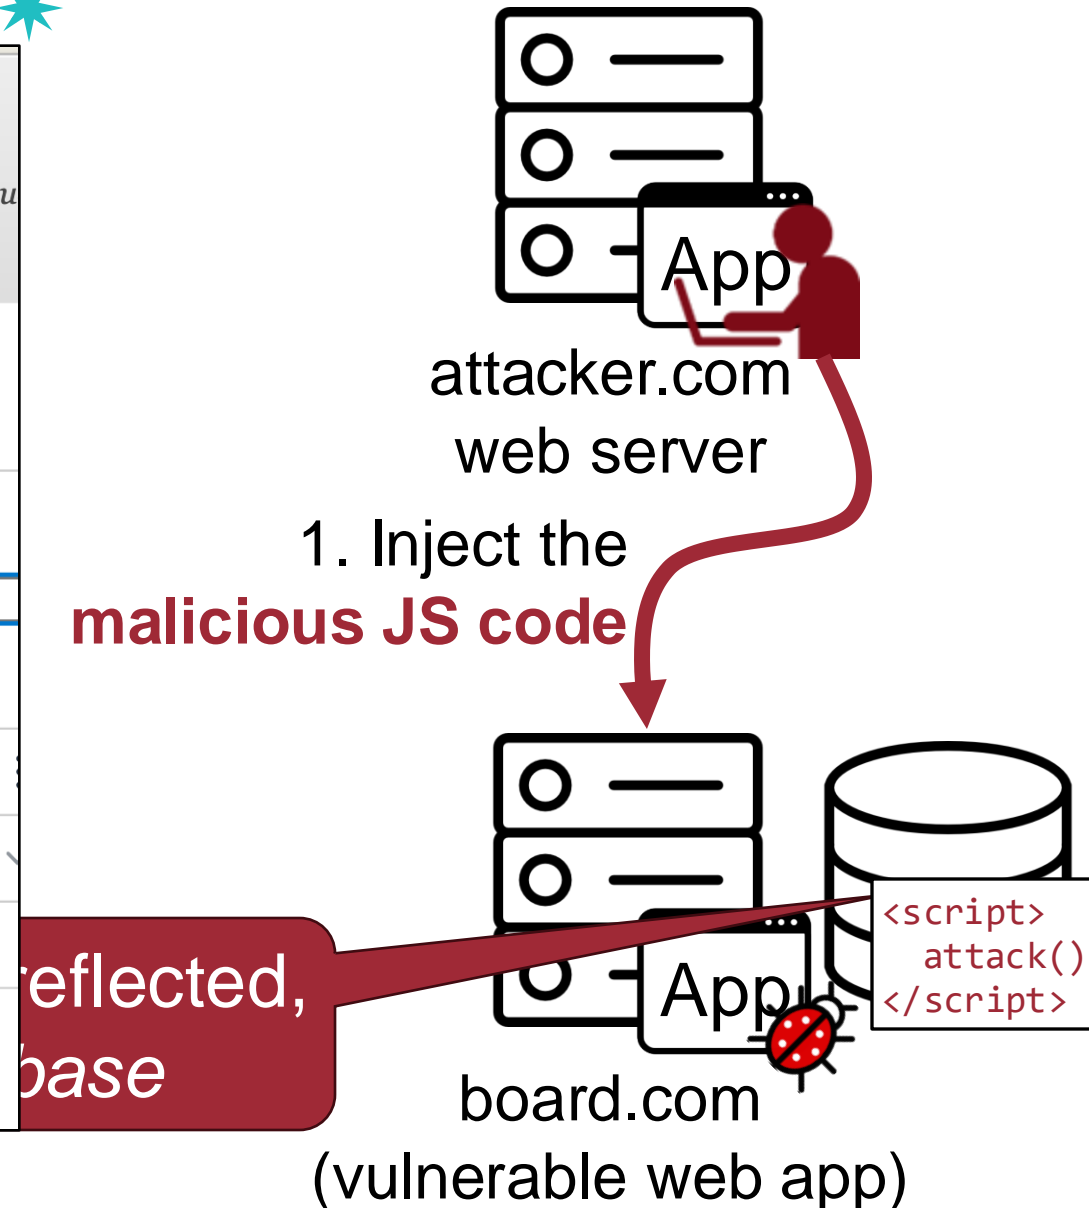 App
attacker.com
web server
1. Inject the
malicious JS code
<script>
attack()
</script>
eflected,
base
App
board.com
(vulnerable web app)